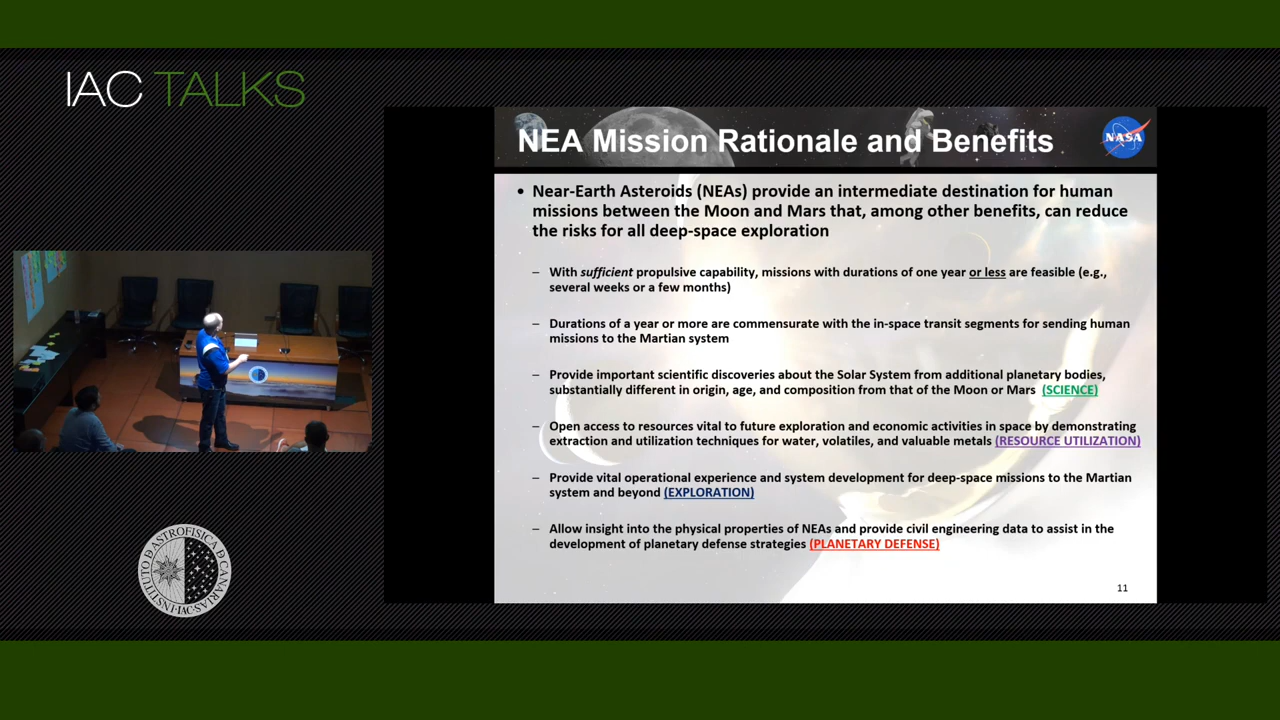 IAC TALKS
NEA Mission Rationale and Benefits
NASA
• Near-Earth Asteroids (NEAs) provide an intermediate destination for human
missions between the Moon and Mars that, among other benefits, can reduce
the risks for all deep-space exploration
– With sufficient propulsive capability, missions with durations of one year or less are feasible (e.g.,
several weeks or a few months)
– Durations of a year or more are commensurate with the in-space transit segments for sending human
missions to the Martian system
– Provide important scientific discoveries about the Solar System from additional planetary bodies,
substantially different in origin, age, and composition from that of the Moon or Mars (SCIENCE)
– Open access to resources vital to future exploration and economic activities in space by demonstrating
extraction and utilization techniques for water, volatiles, and valuable metals (RESOURCE UTILIZATION)
– Provide vital operational experience and system development for deep-space missions to the Martian
system and beyond (EXPLORATION)
– Allow insight into the physical properties of NEAs and provide civil engineering data to assist in the
development of planetary defense strategies (PLANETARY DEFENSE)
11
INSTITUTO D ASTROFISICA D CANARIAS
·IAC·